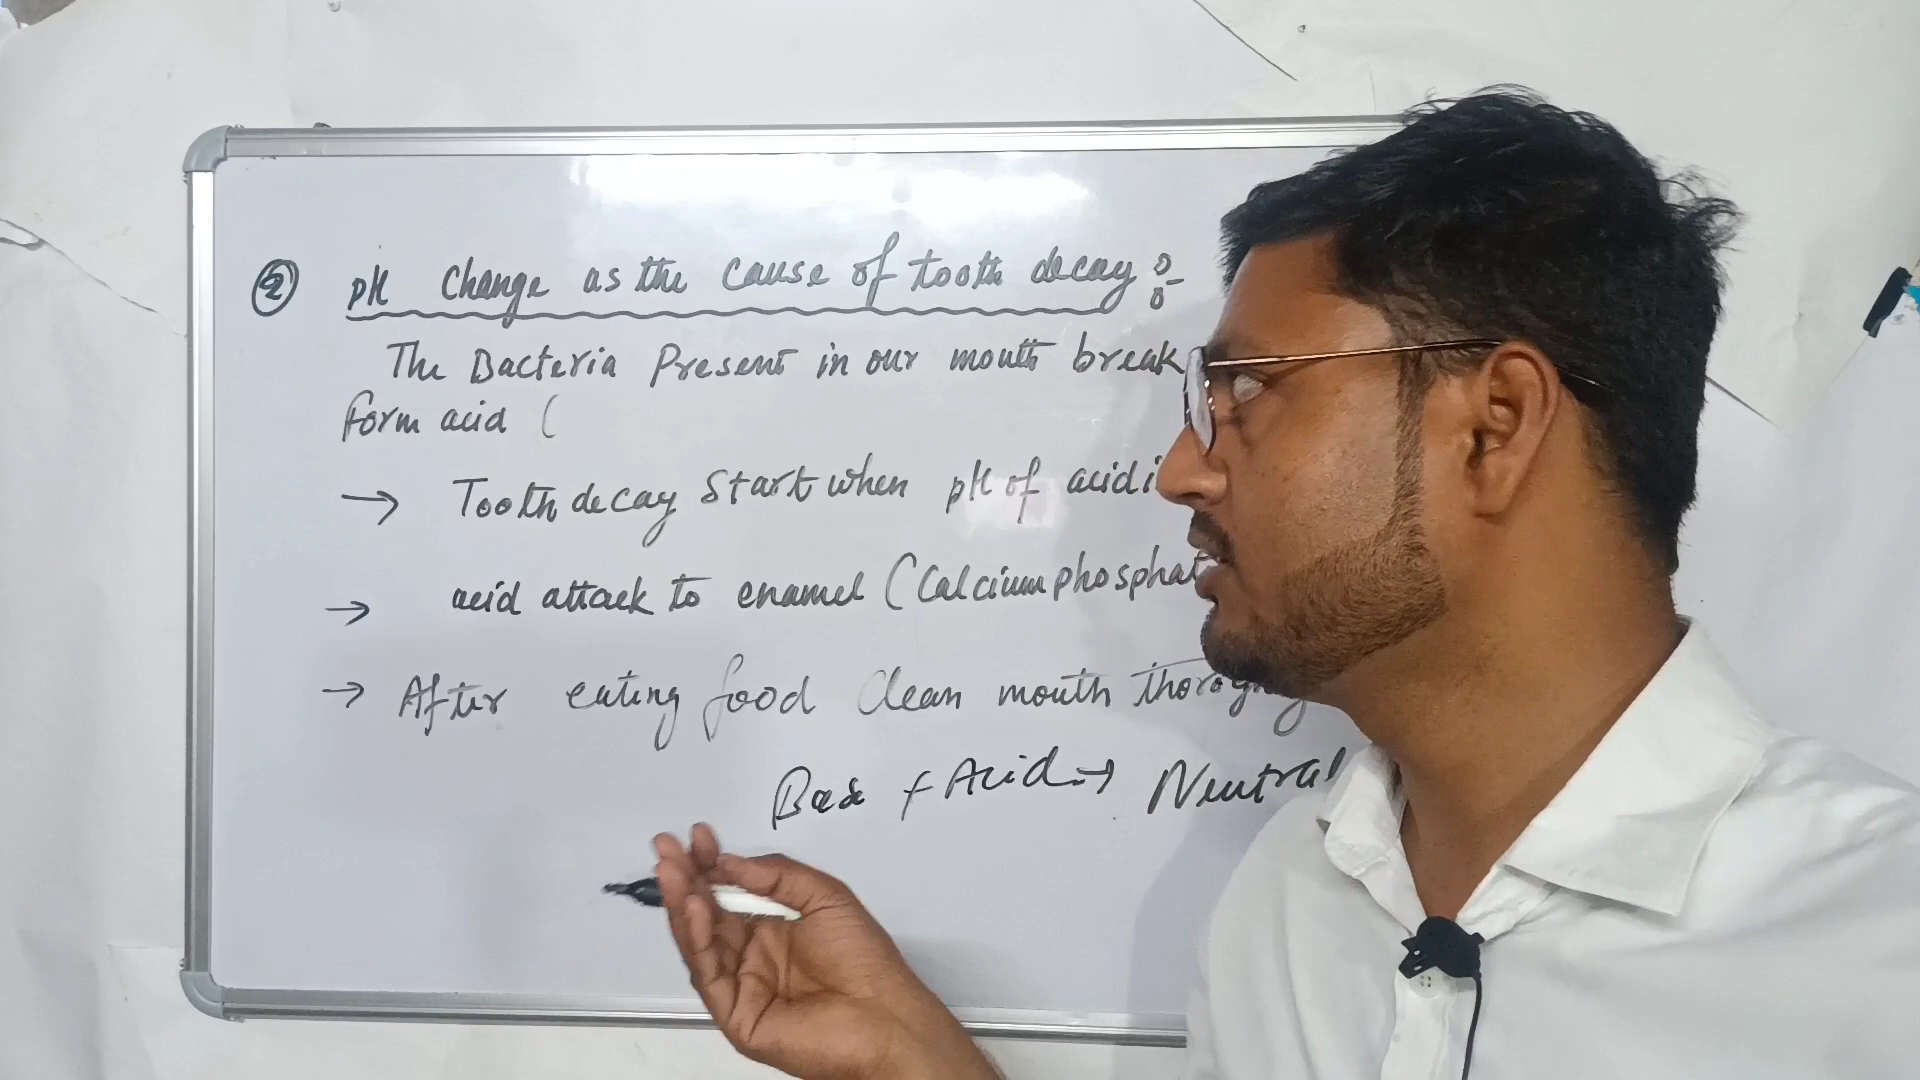 ② pH Change as the cause of tooth decay :-
The Bacteria Present in our mouth break
form acid (
→ Tooth decay start when pH of acid i
→ acid attack to enamel (Calcium phosphat
→ After eating food Clean mouth
Base + Acid → Neutral